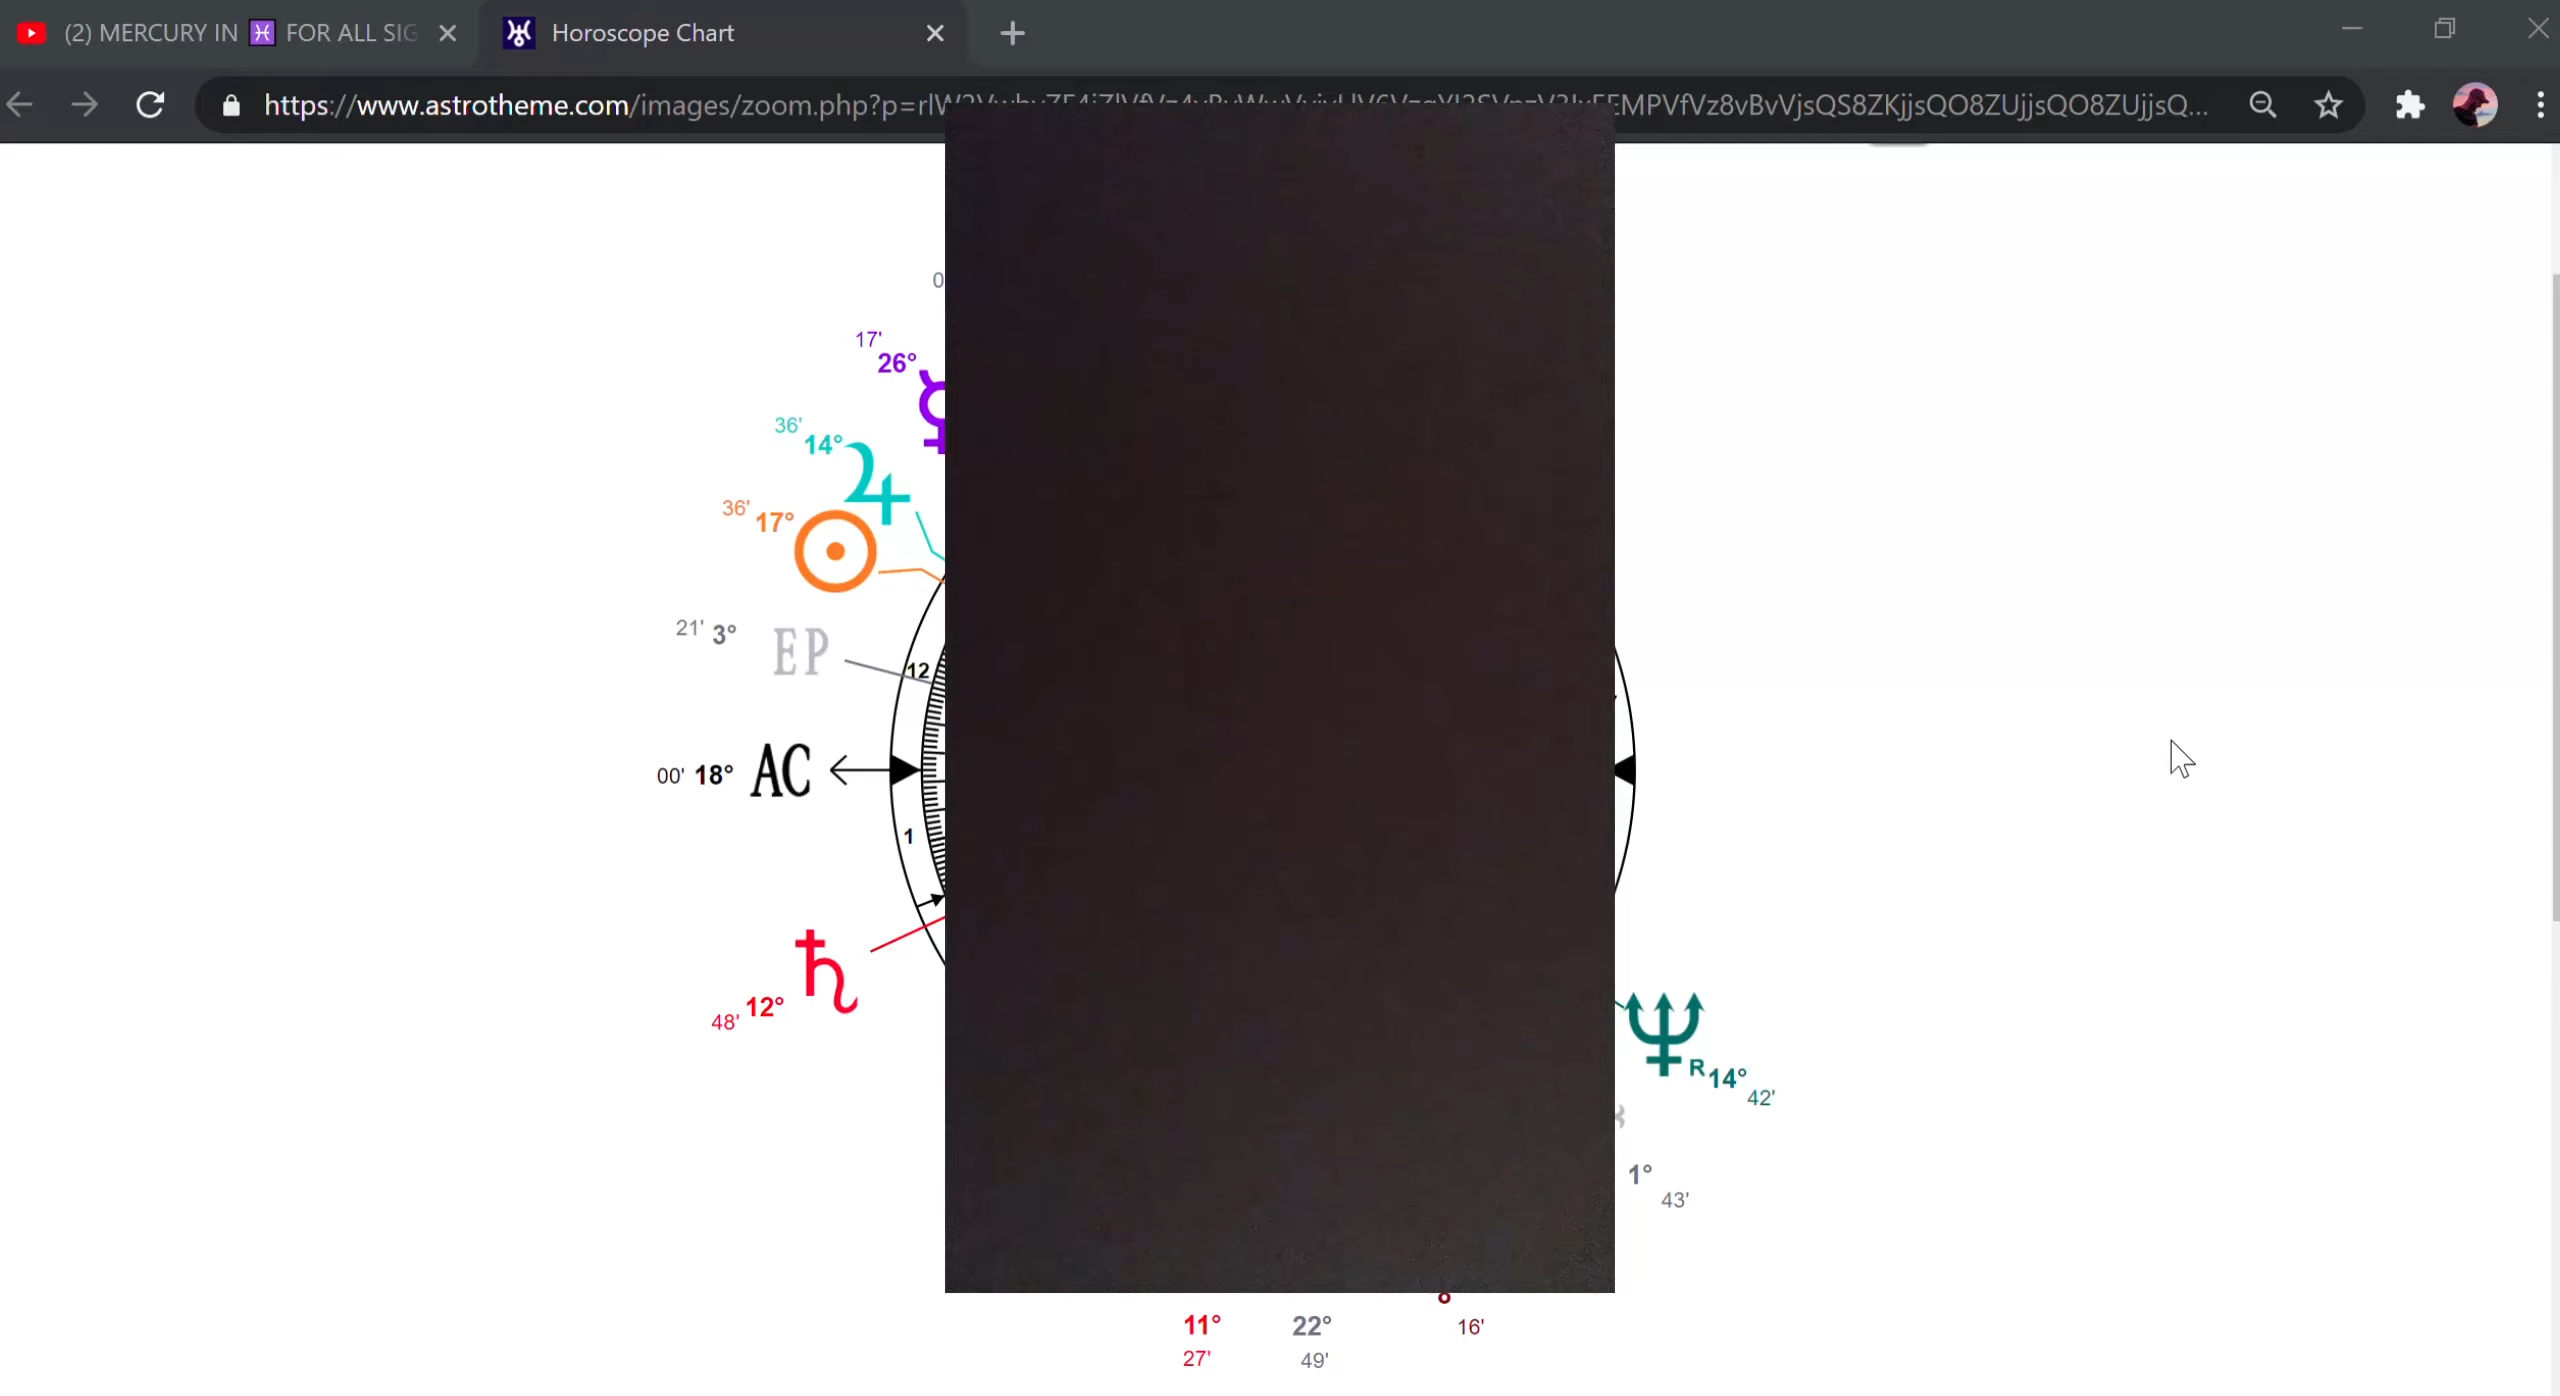 (2) MERCURY IN ♓ FOR ALL SIG
Horoscope Chart
https://www.astrotheme.com/images/zoom.php?p=
0
17' 26°
36' 14°
36' 17°
21' 3° EP
12
00' 18° AC
1
48' 12°
R 14° 42'
1° 43'
11° 22° 16'
27' 49'